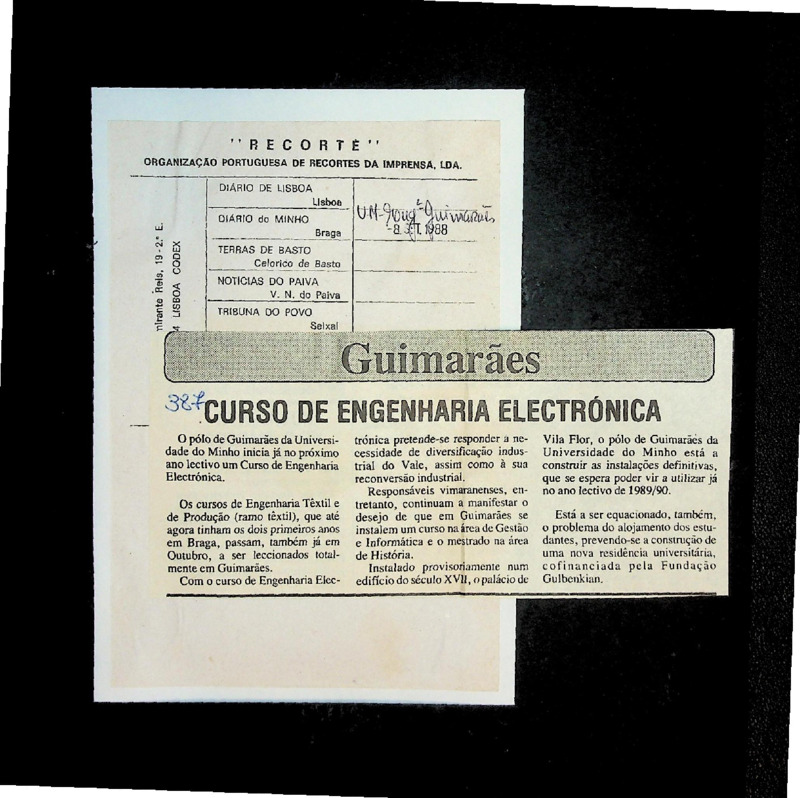 "RECORTE"
ORGANIZAÇÃO PORTUGUESA DE RECORTES DA IMPRENSA, LDA.
DIÁRIO DE LISBOA
Lisboa
DIÁRIO do MINHO
Braga
TERRAS DE BASTO
Celorico de Basto
NOTICIAS DO PAIVA
V. N. do Paiva
TRIBUNA DO POVO
Seixal
UM- Guimarães
-8. 1988
mirante Reis, 19-2.º E.
LISBOA CODEX
Guimarães
387
CURSO DE ENGENHARIA ELECTRÓNICA
O pólo de Guimarães da Universi-
dade do Minho inicia já no próximo
ano lectivo um Curso de Engenharia
Electrónica.
Os cursos de Engenharia Têxtil e
de Produção (ramo têxtil), que até
agora tinham os dois primeiros anos
em Braga, passam, também já em
Outubro, a ser leccionados total-
mente em Guimarães.
Com o curso de Engenharia Elec-
trónica pretende-se responder a ne-
cessidade de diversificação indus-
trial do Vale, assim como à sua
reconversão industrial.
Responsáveis vimaranenses, en-
tretanto, continuam a manifestar o
desejo de que em Guimarães se
instalem um curso na área de Gestão
e Informática e o mestrado na área
de História.
Instalado provisoriamente num
edifício do século XVII, o palácio de
Vila Flor, o pólo de Guimarães da
Universidade do Minho está a
construir as instalações definitivas,
que se espera poder vir a utilizar já
no ano lectivo de 1989/90.
Está a ser equacionado, também,
o problema do alojamento dos estu-
dantes, prevendo-se a construção de
uma nova residência universitária,
cofinanciada pela Fundação
Gulbenkian.